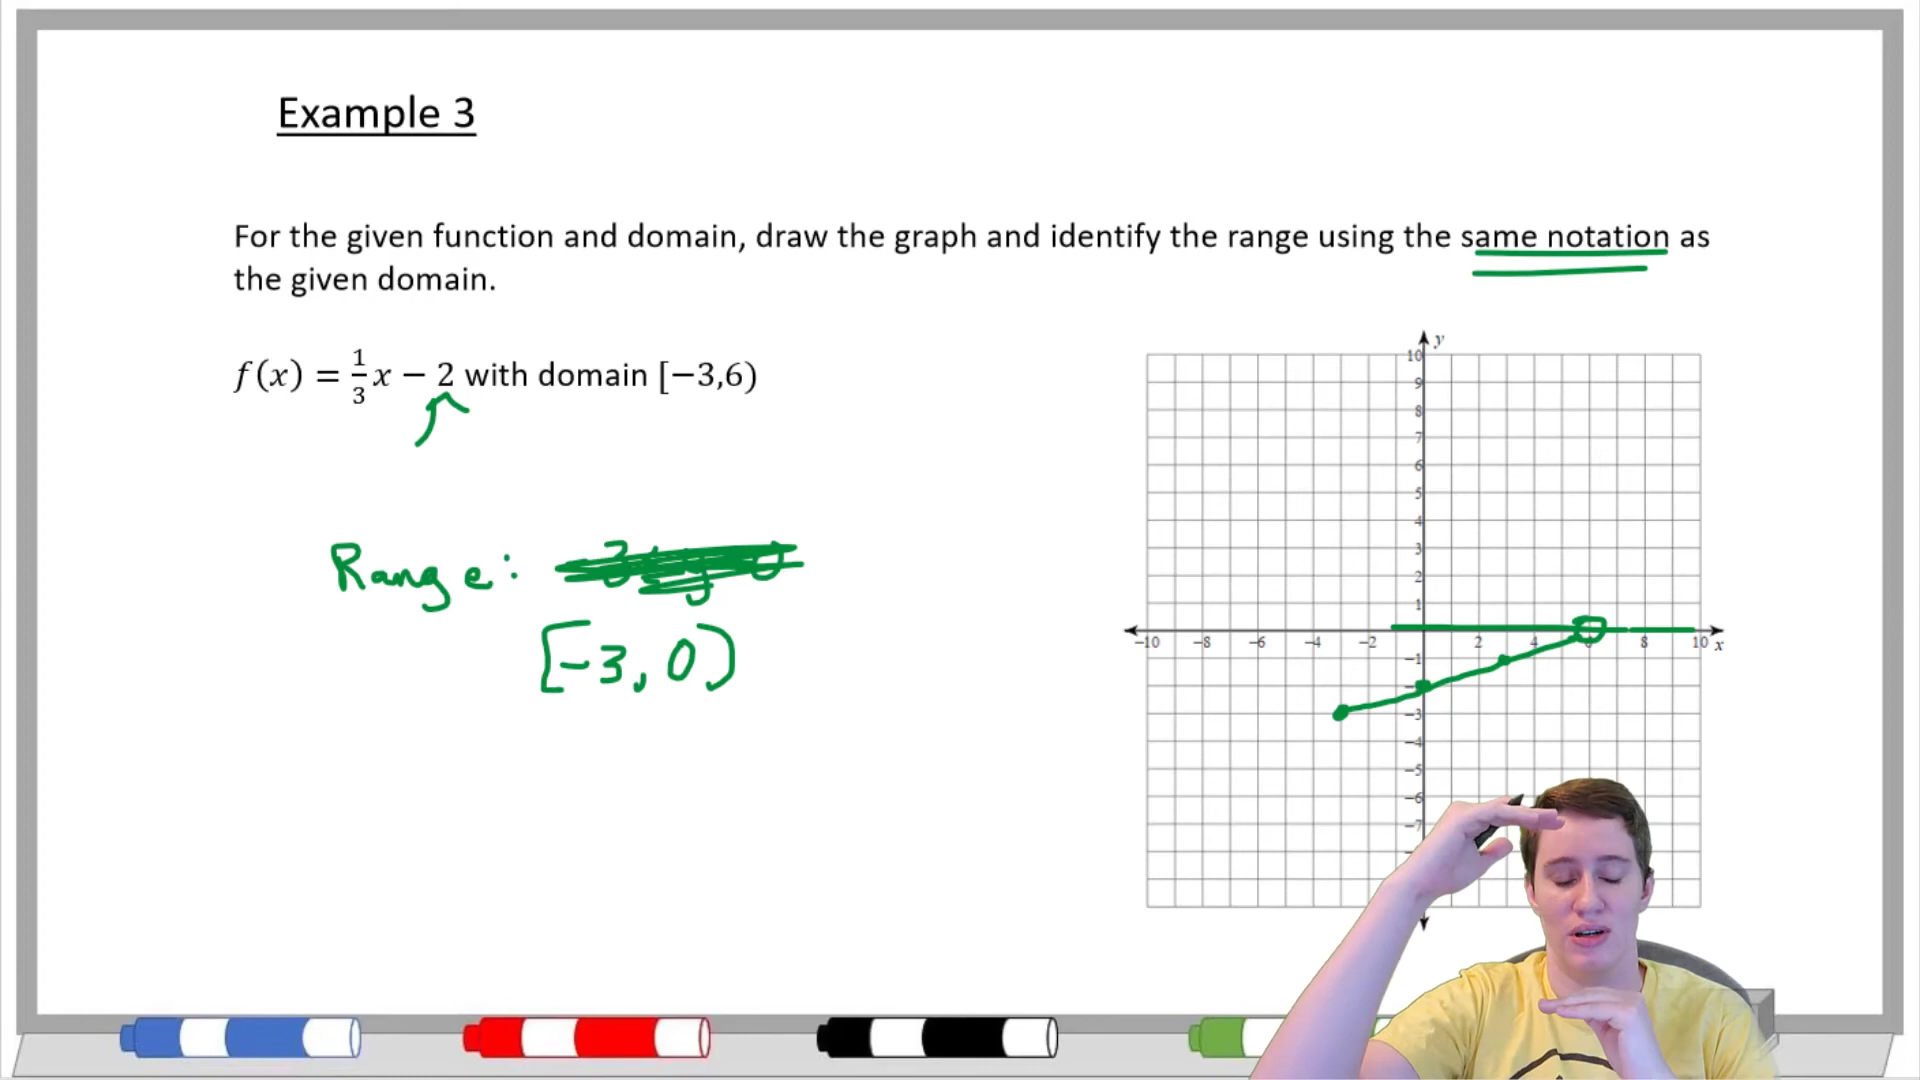 Example 3
For the given function and domain, draw the graph and identify the range using the same notation as
the given domain.
f(x) = 1/3 x − 2 with domain [−3,6)
Range:
[-3, 0)
y
10
9
8
7
6
5
4
3
2
1
−10 −8 −6 −4 −2 2 4 8 10 x
−1
−3
−4
−5
−6
−7